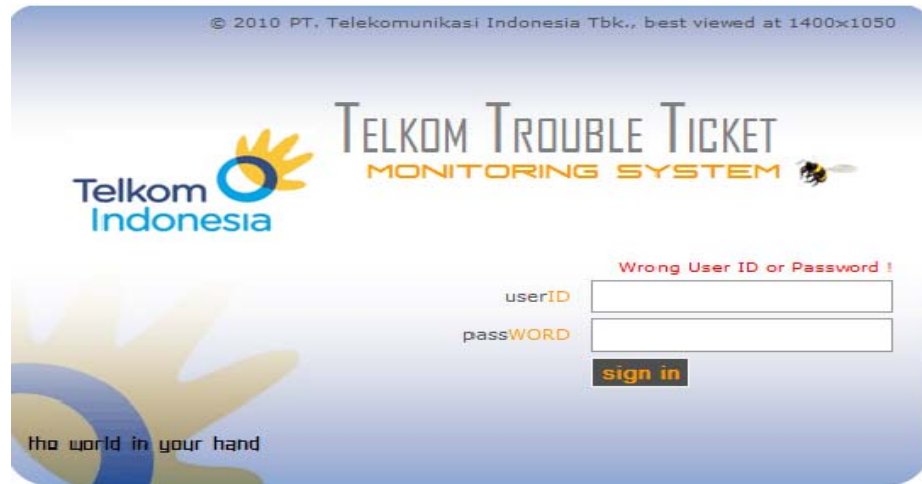 © 2010 PT. Telekomunikasi Indonesia Tbk., best viewed at 1400x1050
TELKOM TROUBLE TICKET
MONITORING SYSTEM
Telkom
Indonesia
Wrong User ID or Password !
userID
passWORD
sign in
the world in your hand